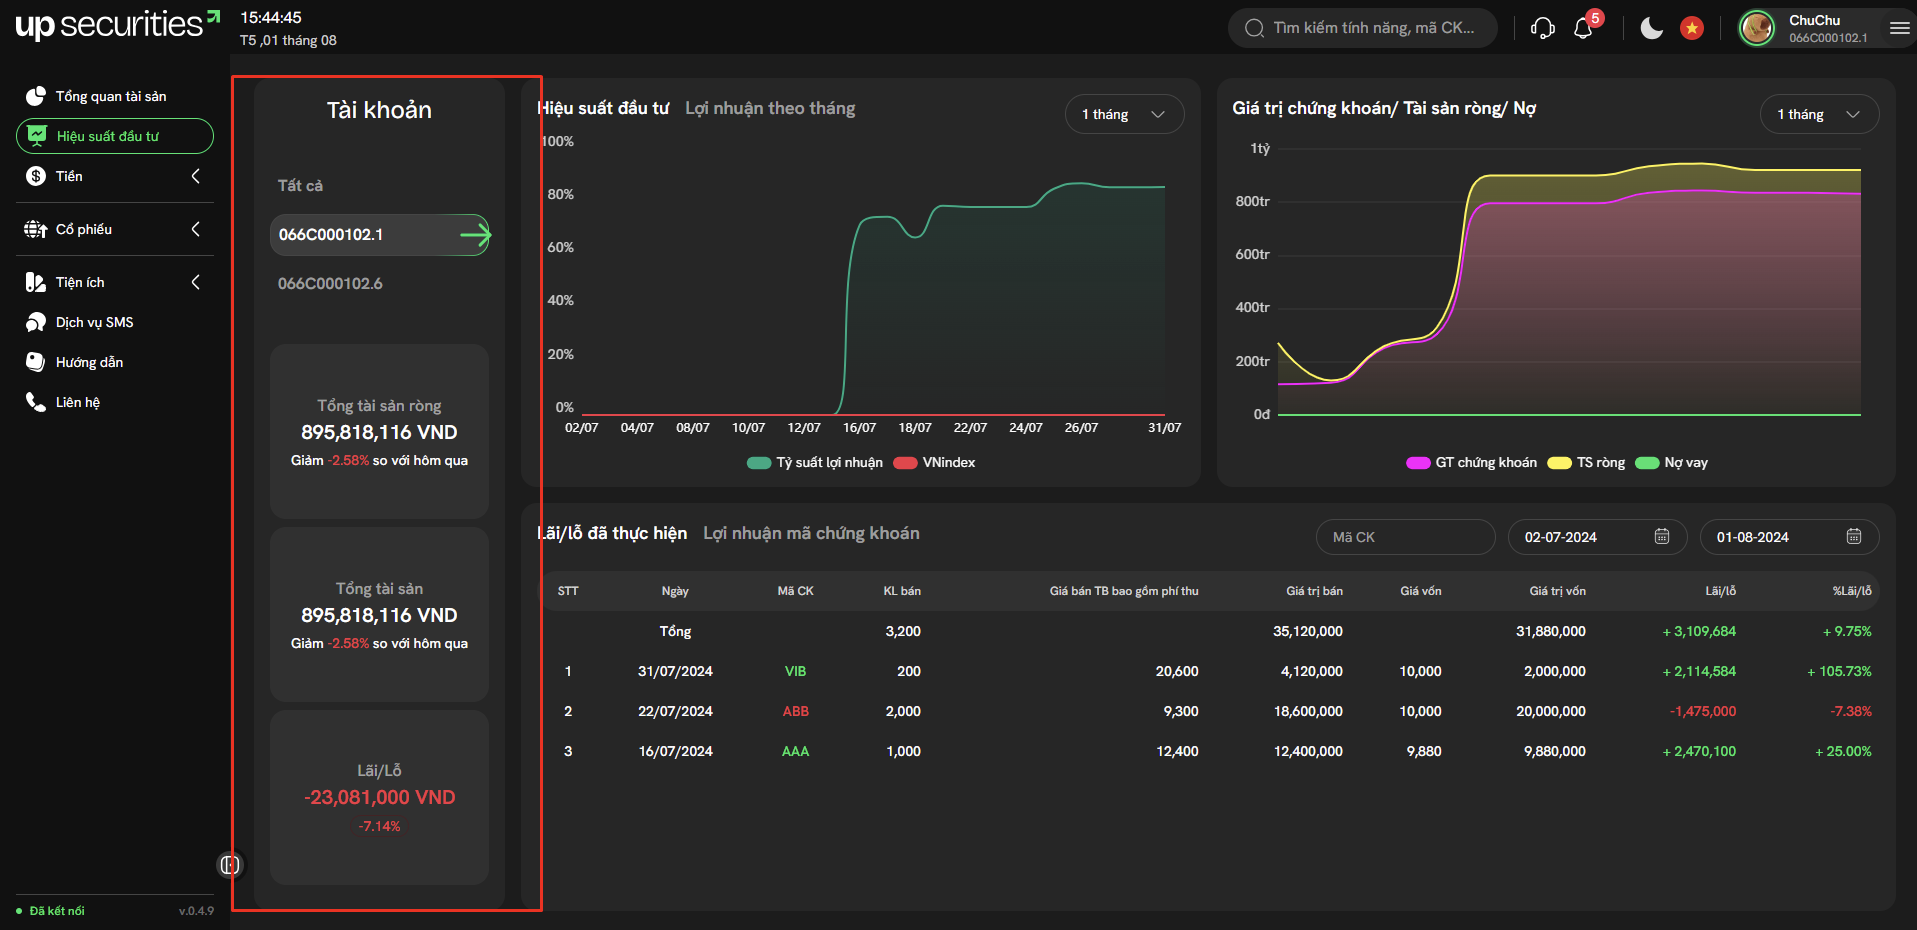 up securities
15:44:45
T5 ,01 tháng 08
Tìm kiếm tính năng, mã CK...
5
ChuChu
066C000102.1
Tổng quan tài sản
Hiệu suất đầu tư
Tiền
Cổ phiếu
Tiện ích
Dịch vụ SMS
Hướng dẫn
Liên hệ
Đã kết nối
v.0.4.9
Tài khoản
Tất cả
066C000102.1
066C000102.6
Tổng tài sản ròng
895,818,116 VND
Giảm -2.58% so với hôm qua
Tổng tài sản
895,818,116 VND
Giảm -2.58% so với hôm qua
Lãi/Lỗ
-23,081,000 VND
-7.14%
Hiệu suất đầu tư Lợi nhuận theo tháng
1 tháng
100%
80%
60%
40%
20%
0%
02/07 04/07 08/07 10/07 12/07 16/07 18/07 22/07 24/07 26/07 31/07
Tỷ suất lợi nhuận VNindex
Giá trị chứng khoán/ Tài sản ròng/ Nợ
1 tháng
1tỷ
800tr
600tr
400tr
200tr
0đ
GT chứng khoán TS ròng Nợ vay
Lãi/lỗ đã thực hiện Lợi nhuận mã chứng khoán
Mã CK
02-07-2024
01-08-2024
STT Ngày Mã CK KL bán Giá bán TB bao gồm phí thu Giá trị bán Giá vốn Giá trị vốn Lãi/lỗ %Lãi/lỗ
Tổng 3,200 35,120,000 31,880,000 + 3,109,684 + 9.75%
1 31/07/2024 VIB 200 20,600 4,120,000 10,000 2,000,000 + 2,114,584 + 105.73%
2 22/07/2024 ABB 2,000 9,300 18,600,000 10,000 20,000,000 -1,475,000 -7.38%
3 16/07/2024 AAA 1,000 12,400 12,400,000 9,880 9,880,000 + 2,470,100 + 25.00%